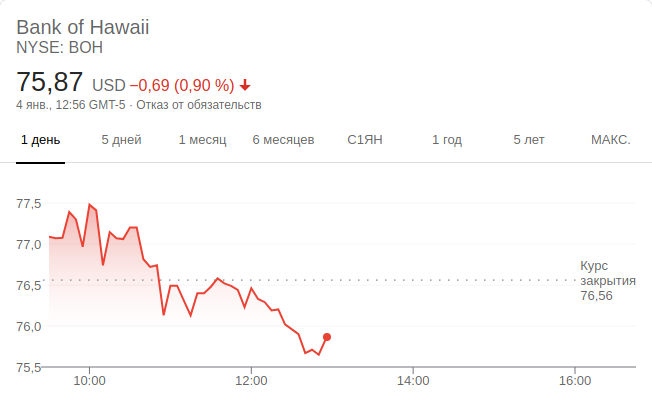 Bank of Hawaii
NYSE: BOH
75,87 USD −0,69 (0,90 %)
4 янв., 12:56 GMT-5 · Отказ от обязательств
1 день 5 дней 1 месяц 6 месяцев С1ЯН 1 год 5 лет МАКС.
77,5
77,0
76,5
76,0
75,5
Курс
закрытия
76,56
10:00 12:00 14:00 16:00